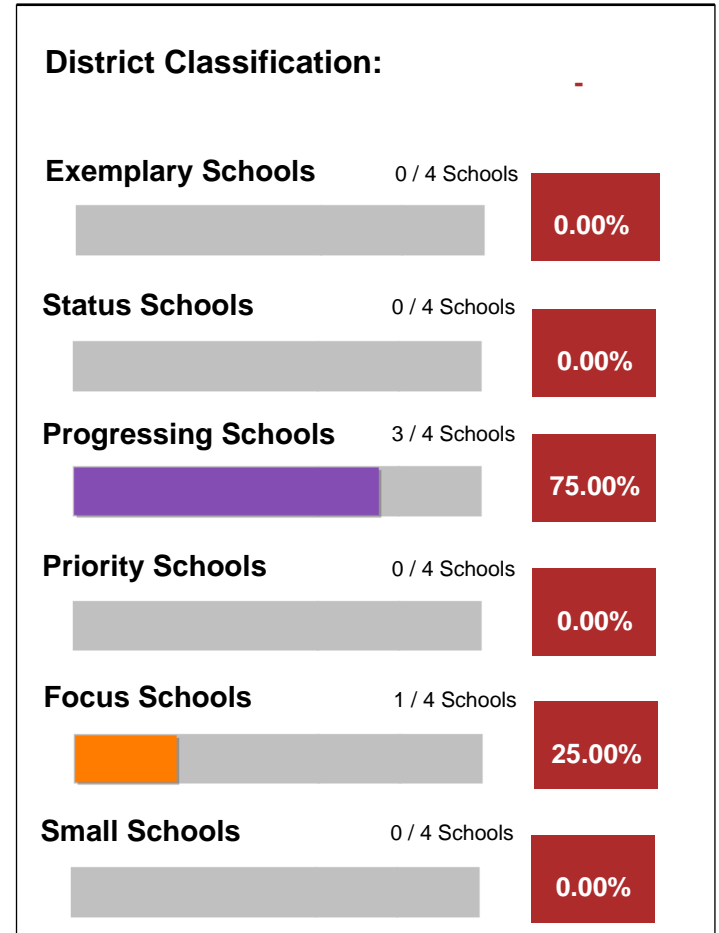 District Classification:
-
Exemplary Schools 0 / 4 Schools
0.00%
Status Schools 0 / 4 Schools
0.00%
Progressing Schools 3 / 4 Schools
75.00%
Priority Schools 0 / 4 Schools
0.00%
Focus Schools 1 / 4 Schools
25.00%
Small Schools 0 / 4 Schools
0.00%